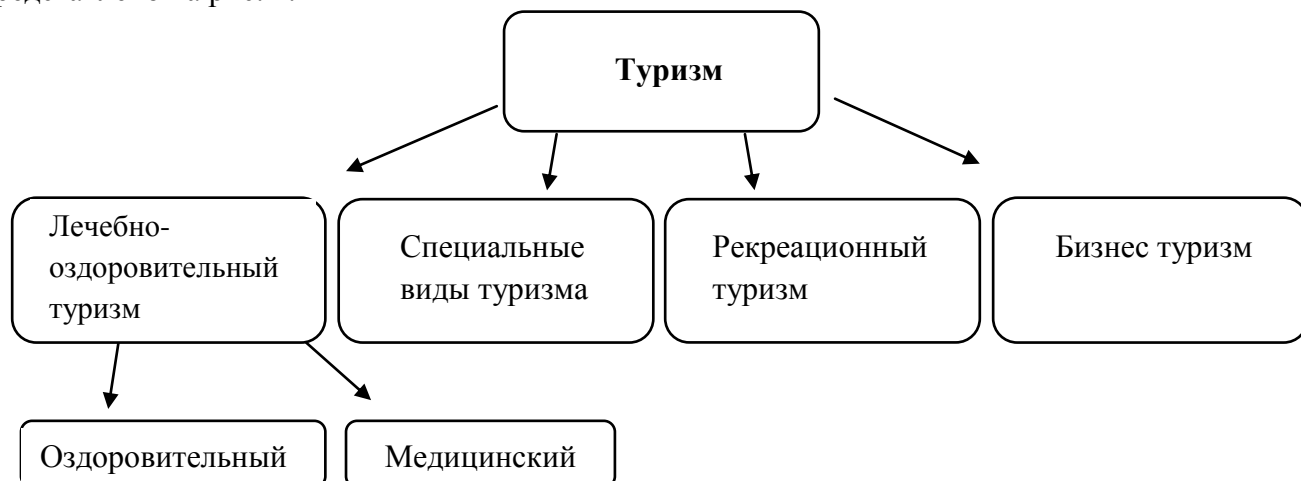 Туризм
Лечебно-
оздоровительный
туризм
Специальные
виды туризма
Рекреационный
туризм
Бизнес туризм
Оздоровительный
Медицинский